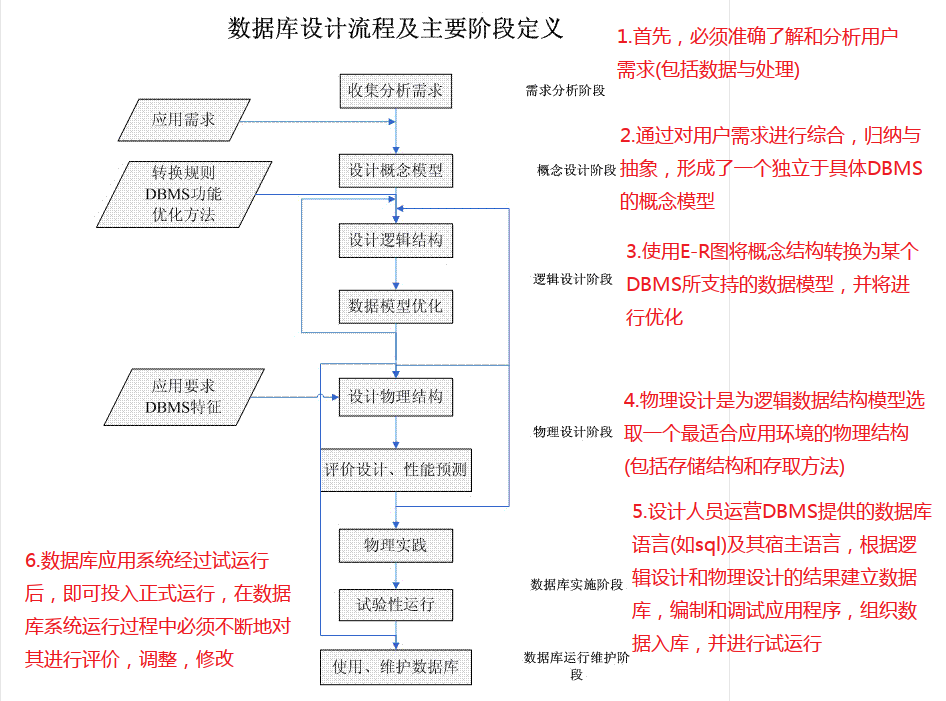 数据库设计流程及主要阶段定义
1.首先，必须准确了解和分析用户
需求(包括数据与处理)
收集分析需求
需求分析阶段
应用需求
2.通过对用户需求进行综合，归纳与
抽象，形成了一个独立于具体DBMS
的概念模型
设计概念模型
概念设计阶段
转换规则
DBMS功能
优化方法
设计逻辑结构
3.使用E-R图将概念结构转换为某个
DBMS所支持的数据模型，并将进
行优化
逻辑设计阶段
数据模型优化
应用要求
DBMS特征
设计物理结构
4.物理设计是为逻辑数据结构模型选
取一个最适合应用环境的物理结构
(包括存储结构和存取方法)
物理设计阶段
评价设计、性能预测
5.设计人员运营DBMS提供的数据库
语言(如sql)及其宿主语言，根据逻
辑设计和物理设计的结果建立数据
库，编制和调试应用程序，组织数
据入库，并进行试运行
物理实践
数据库实施阶段
试验性运行
6.数据库应用系统经过试运行
后，即可投入正式运行，在数据
库系统运行过程中必须不断地对
其进行评价，调整，修改
使用、维护数据库
数据库运行维护阶
段